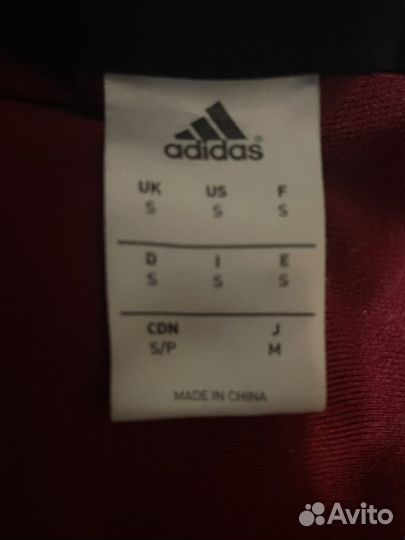 adidas®
UK US F
S S S
D I E
S S S
CDN J
S/P M
MADE IN CHINA
Avito